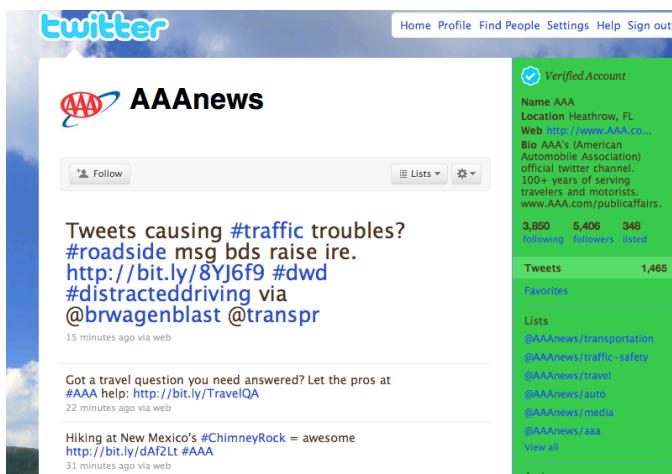 twitter
Home Profile Find People Settings Help Sign out
AAA AAAnews
Follow
Lists
Tweets causing #traffic troubles?
#roadside msg bds raise ire.
http://bit.ly/8YJ6f9 #dwd
#distracteddriving via
@brwagenblast @transpr
15 minutes ago via web
Got a travel question you need answered? Let the pros at
#AAA help: http://bit.ly/TravelQA
22 minutes ago via web
Hiking at New Mexico's #ChimneyRock = awesome
http://bit.ly/dAf2Lt #AAA
31 minutes ago via web
Verified Account
Name AAA
Location Heathrow, FL
Web http://www.AAA.co...
Bio AAA's (American
Automobile Association)
official twitter channel.
100+ years of serving
travelers and motorists.
www.AAA.com/publicaffairs.
3,850 5,406 348
following followers listed
Tweets 1,465
Favorites
Lists
@AAAnews/transportation
@AAAnews/traffic-safety
@AAAnews/travel
@AAAnews/auto
@AAAnews/media
@AAAnews/aaa
View all